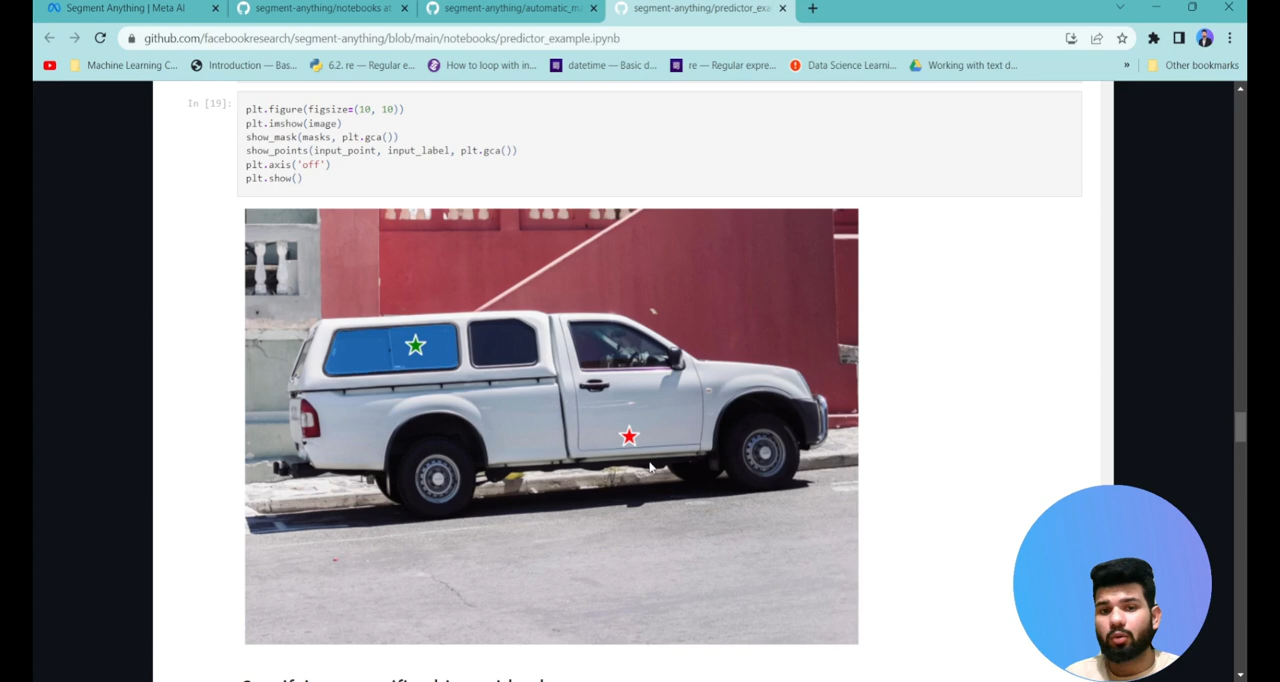 Segment Anything | Meta AI
segment-anything/notebooks at
segment-anything/automatic_ma
segment-anything/predictor_exa
github.com/facebookresearch/segment-anything/blob/main/notebooks/predictor_example.ipynb
Machine Learning C...
Introduction — Bas...
6.2. re — Regular e...
How to loop with in...
datetime — Basic d...
re — Regular expre...
Data Science Learni...
Working with text d...
»
Other bookmarks
In [19]:
plt.figure(figsize=(10, 10))
plt.imshow(image)
show_mask(masks, plt.gca())
show_points(input_point, input_label, plt.gca())
plt.axis('off')
plt.show()